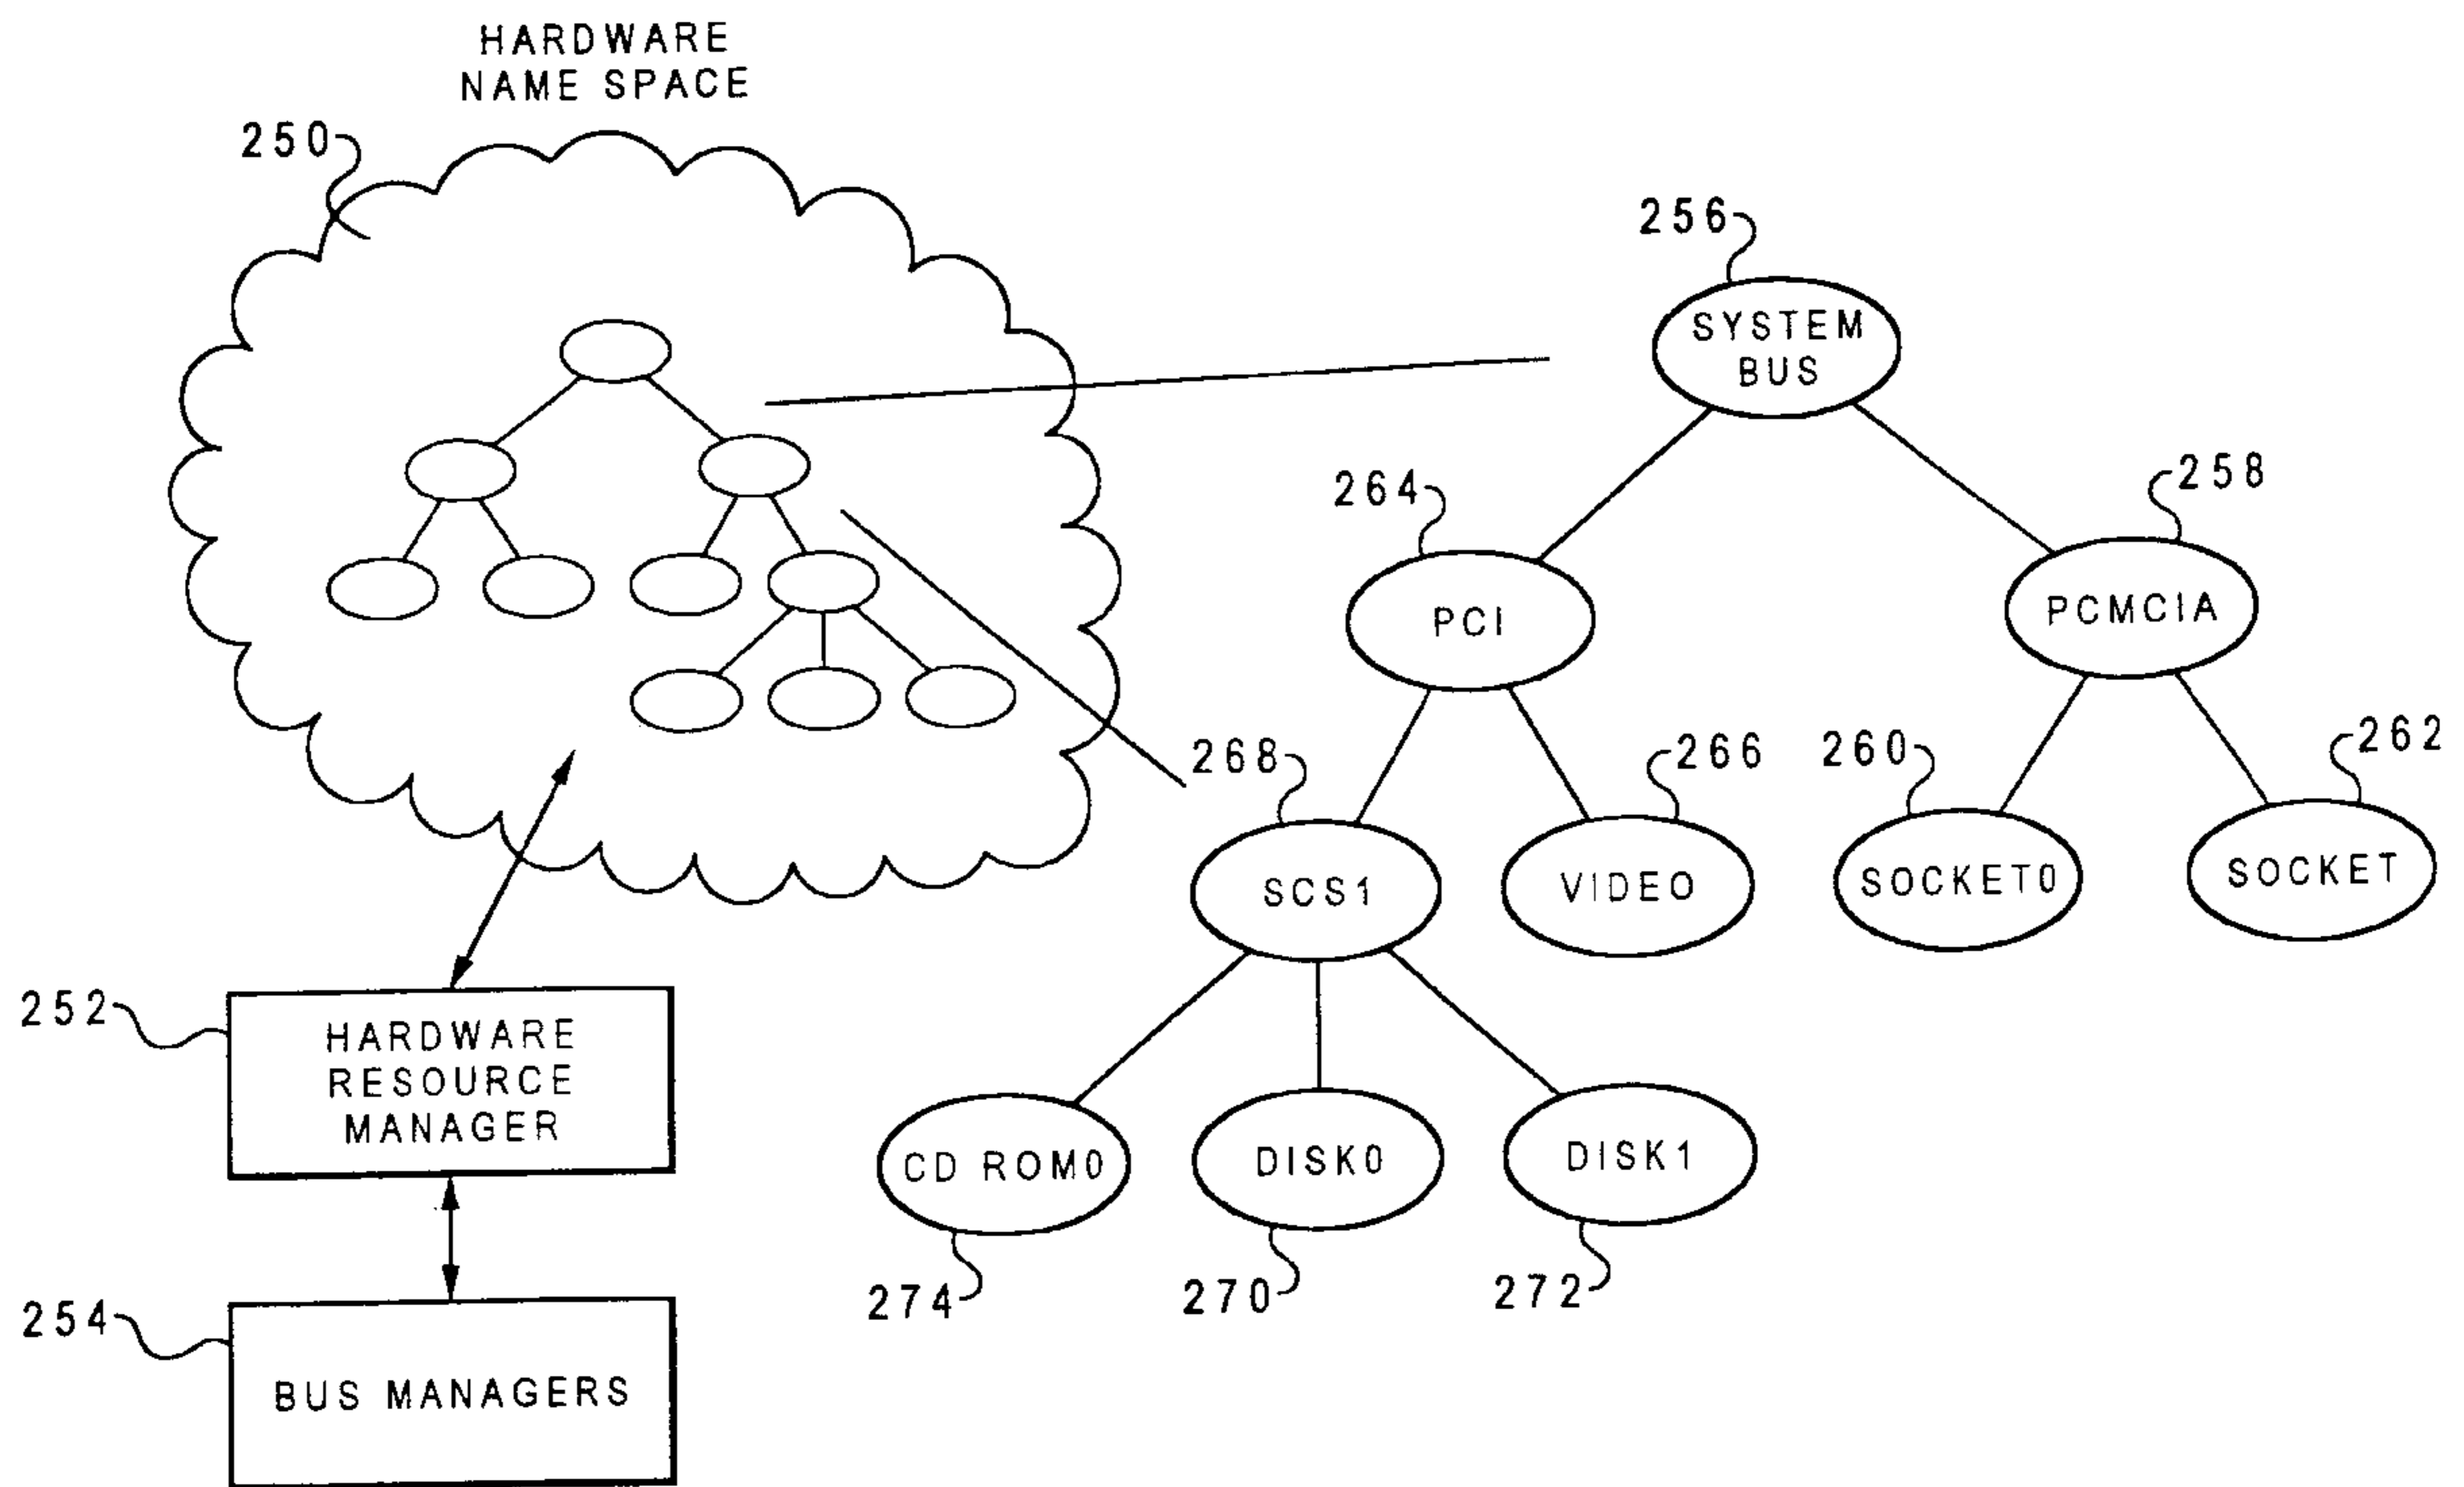 HARDWARE
NAME SPACE
250
256
SYSTEM
BUS
264
258
PCI
PCMCIA
268
266
260
262
SCS1
VIDEO
SOCKET0
SOCKET
252
HARDWARE
RESOURCE
MANAGER
CD ROM0
DISK0
DISK1
274
270
272
254
BUS MANAGERS